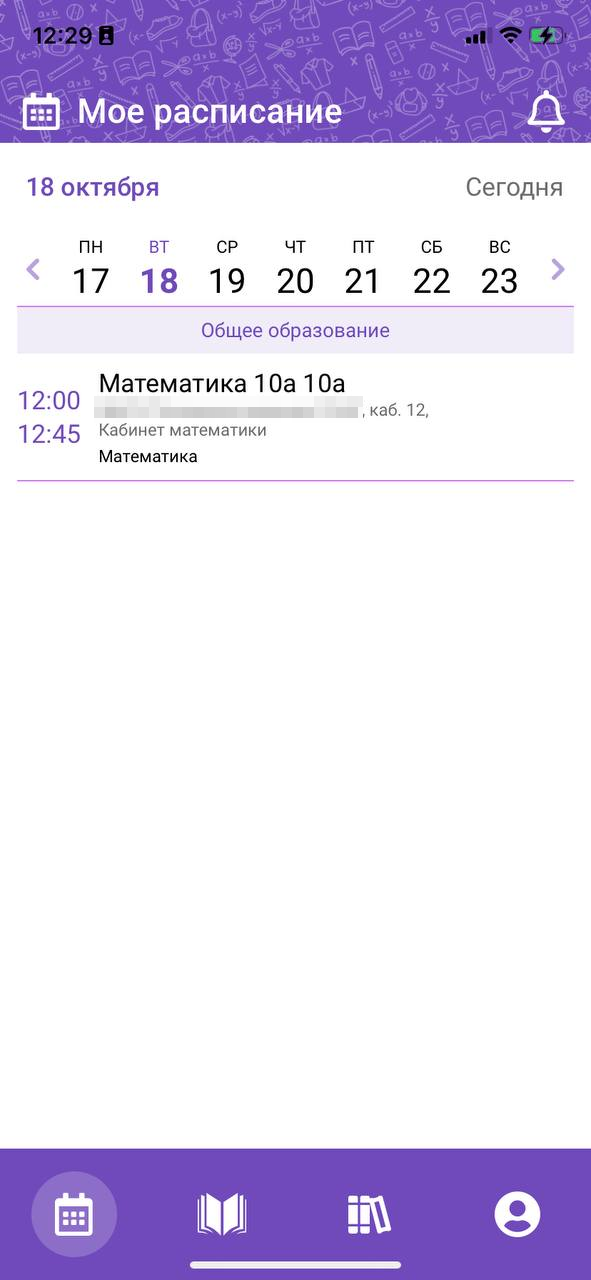 12:29
Мое расписание
18 октября
Сегодня
ПН ВТ СР ЧТ ПТ СБ ВС
17 18 19 20 21 22 23
Общее образование
12:00
12:45
Математика 10а 10а
, каб. 12,
Кабинет математики
Математика